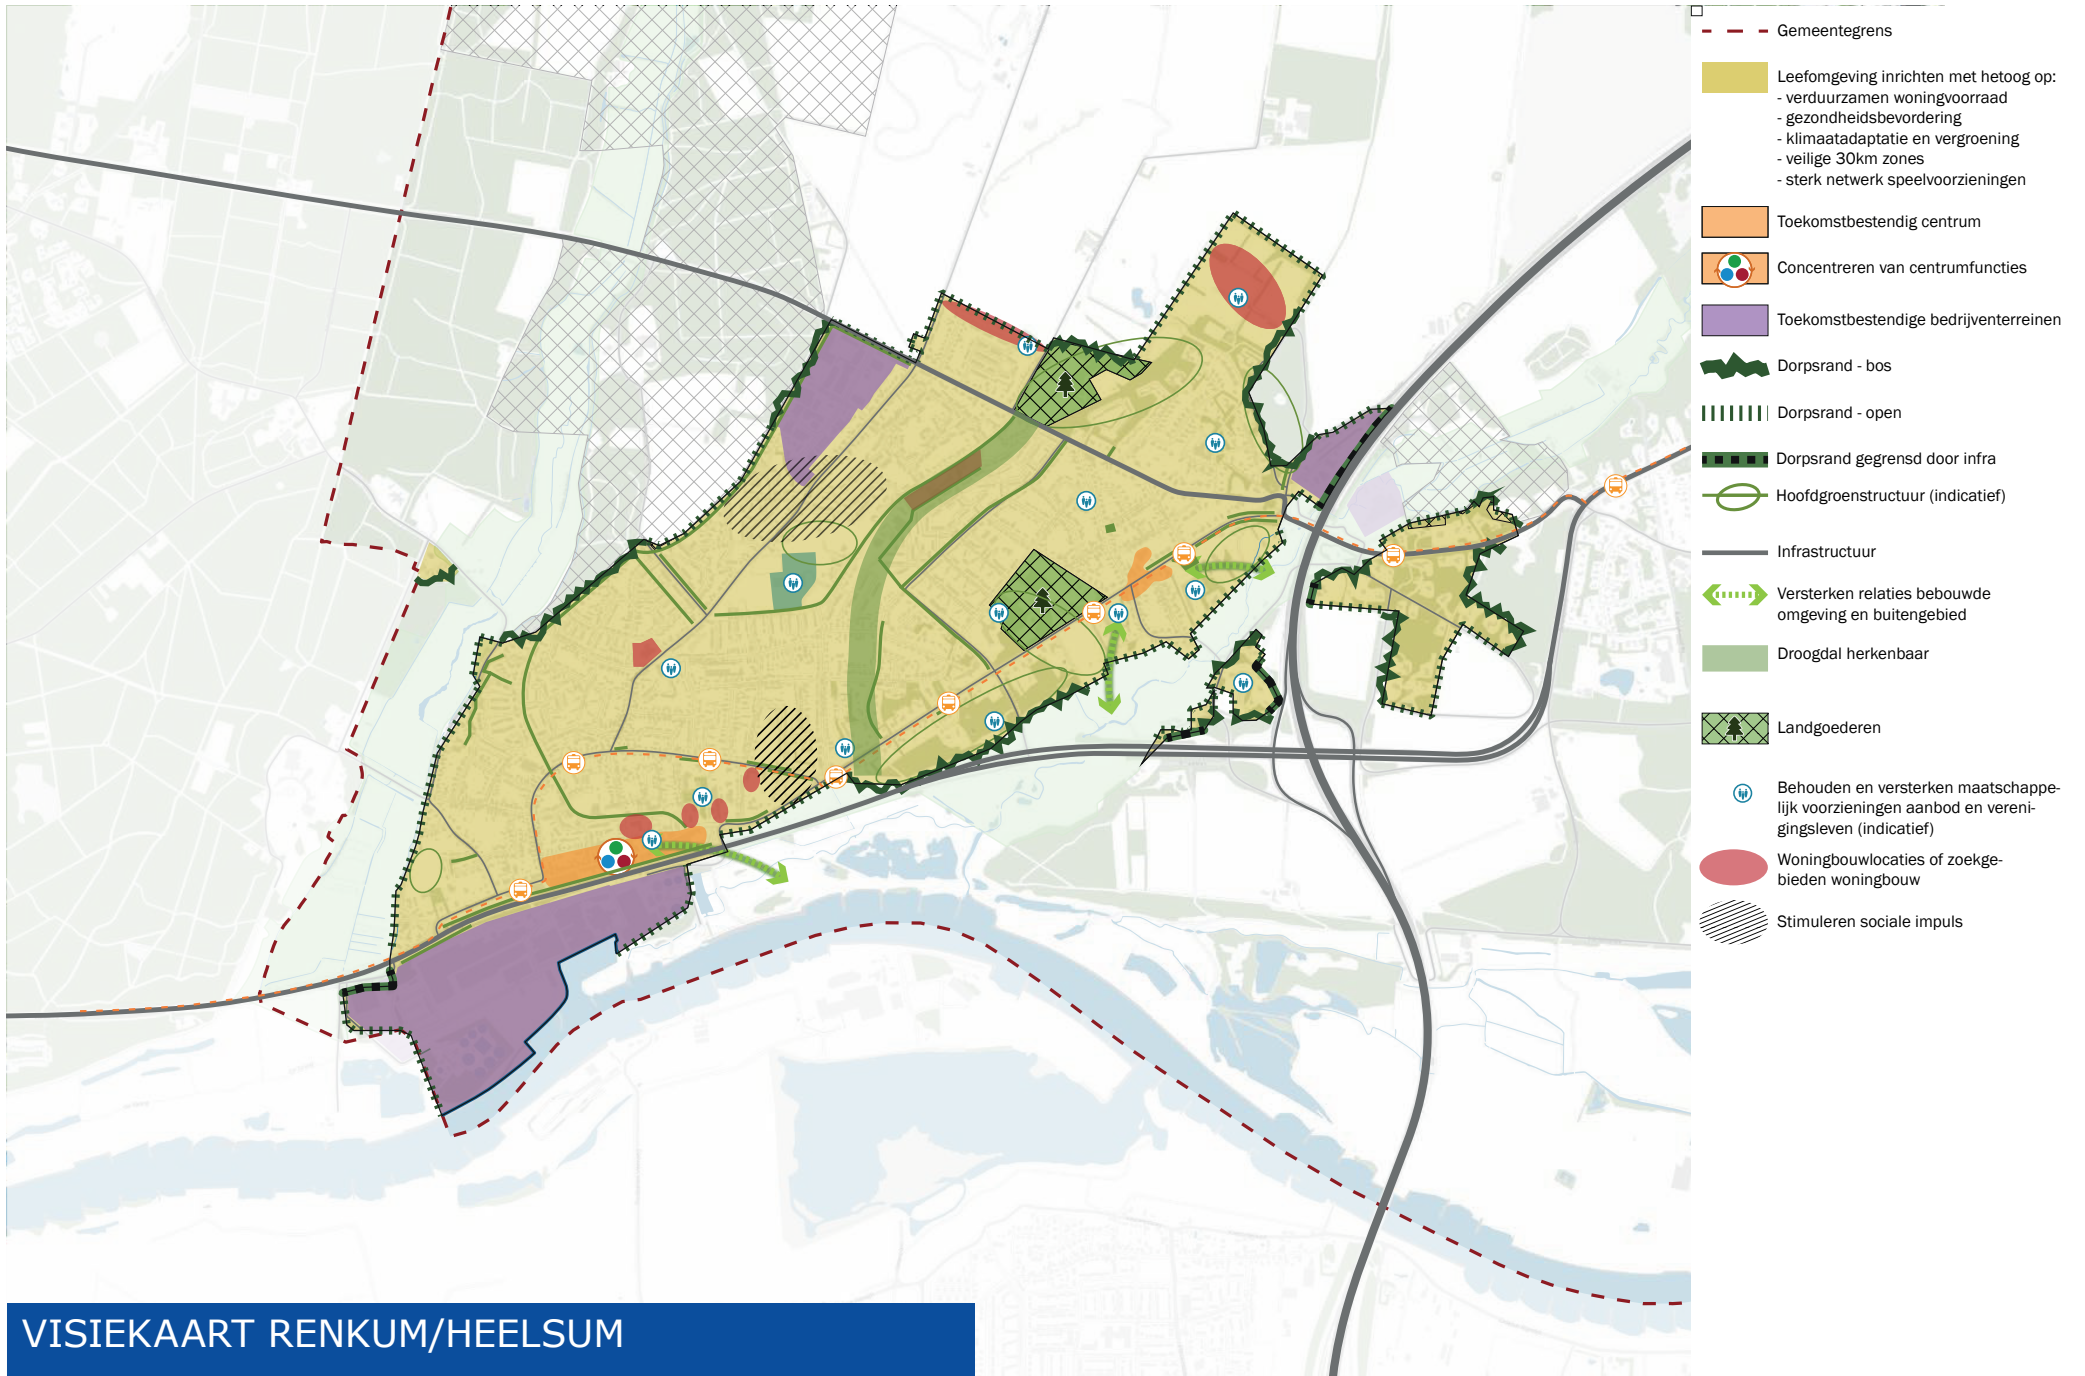 Gemeentegrens
Leefomgeving inrichten met hetoog op:
- verduurzamen woningvoorraad
- gezondheidsbevordering
- klimaatadaptatie en vergroening
- veilige 30km zones
- sterk netwerk speelvoorzieningen
Toekomstbestendig centrum
Concentreren van centrumfuncties
Toekomstbestendige bedrijventerreinen
Dorpsrand - bos
Dorpsrand - open
Dorpsrand gegrensd door infra
Hoofdgroenstructuur (indicatief)
Infrastructuur
Versterken relaties bebouwde
omgeving en buitengebied
Droogdal herkenbaar
Landgoederen
Behouden en versterken maatschappe-
lijk voorzieningen aanbod en vereni-
gingsleven (indicatief)
Woningbouwlocaties of zoekge-
bieden woningbouw
Stimuleren sociale impuls
VISIEKAART RENKUM/HEELSUM